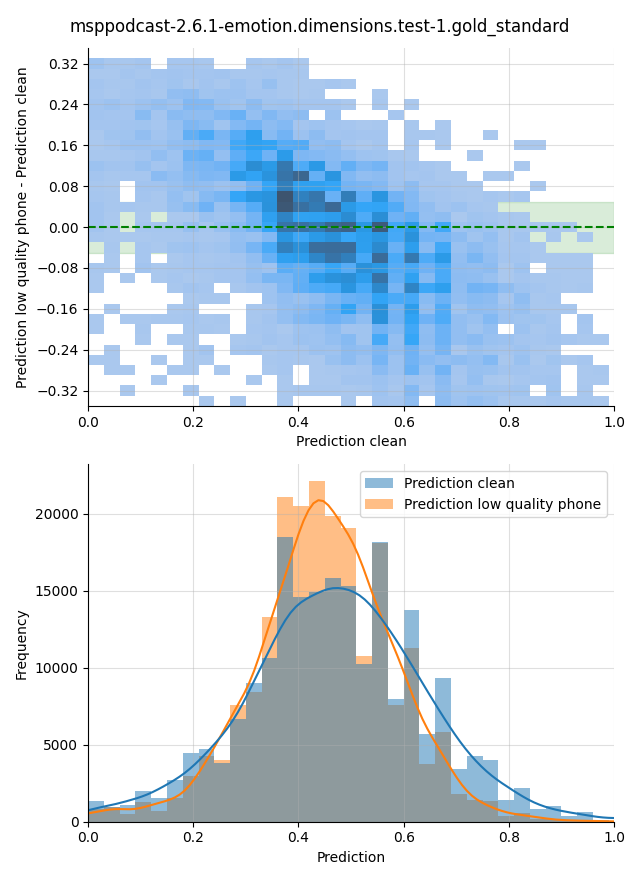 msppodcast-2.6.1-emotion.dimensions.test-1.gold_standard
Prediction low quality phone - Prediction clean
0.32
0.24
0.16
0.08
0.00
−0.08
−0.16
−0.24
−0.32
0.0 0.2 0.4 0.6 0.8 1.0
Prediction clean
Prediction clean
Prediction low quality phone
Frequency
20000
15000
10000
5000
0
0.0 0.2 0.4 0.6 0.8 1.0
Prediction